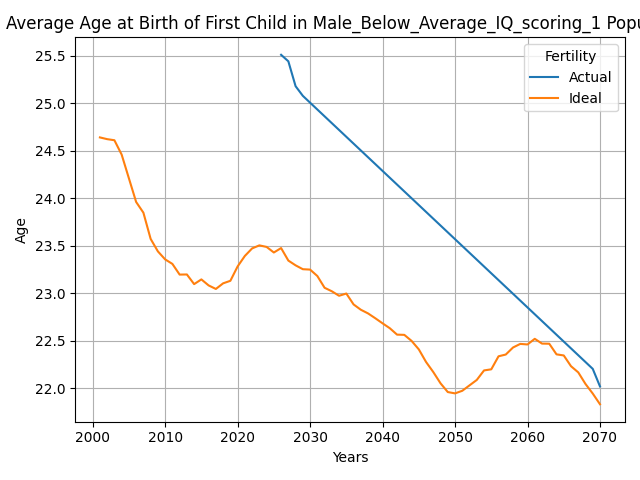 Average Age at Birth of First Child in Male_Below_Average_IQ_scoring_1 Popu
Fertility
Actual
Ideal
25.5
25.0
24.5
24.0
23.5
23.0
22.5
22.0
Age
2000 2010 2020 2030 2040 2050 2060 2070
Years